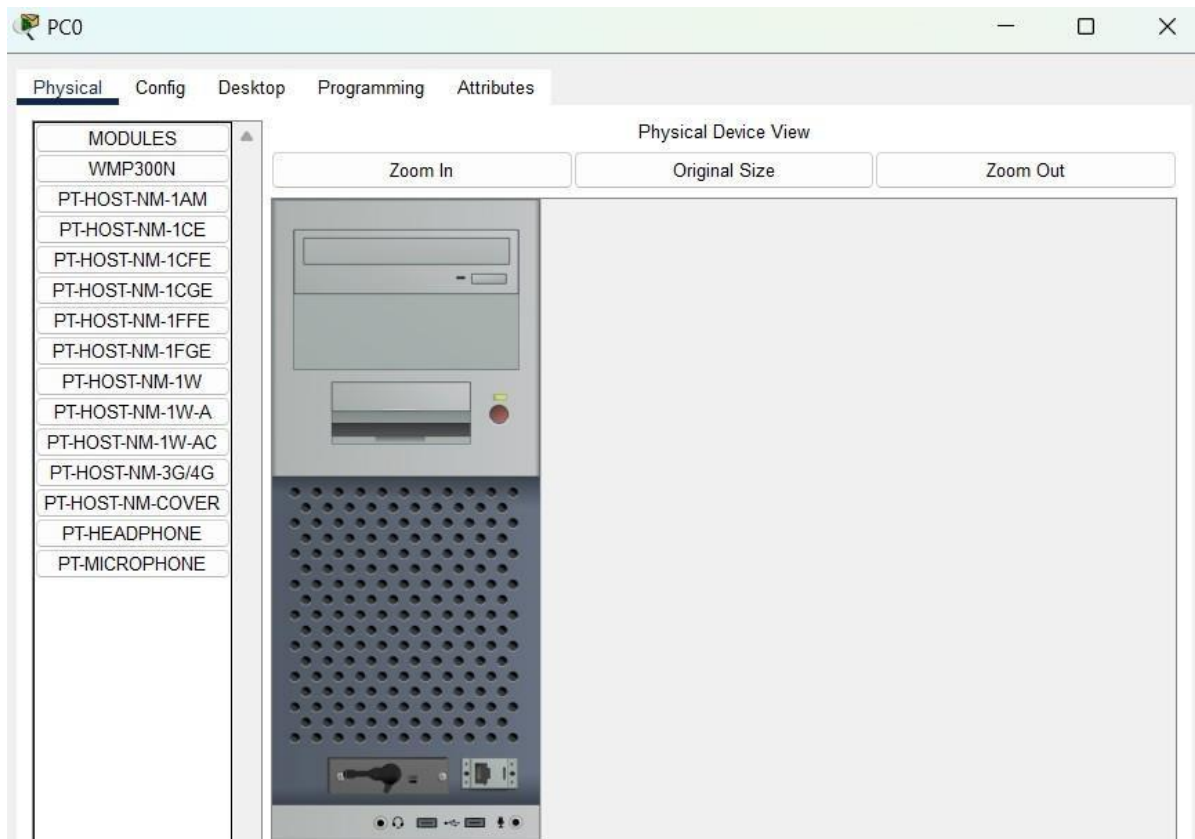 PC0
Physical Config Desktop Programming Attributes
MODULES
WMP300N
PT-HOST-NM-1AM
PT-HOST-NM-1CE
PT-HOST-NM-1CFE
PT-HOST-NM-1CGE
PT-HOST-NM-1FFE
PT-HOST-NM-1FGE
PT-HOST-NM-1W
PT-HOST-NM-1W-A
PT-HOST-NM-1W-AC
PT-HOST-NM-3G/4G
PT-HOST-NM-COVER
PT-HEADPHONE
PT-MICROPHONE
Physical Device View
Zoom In Original Size Zoom Out